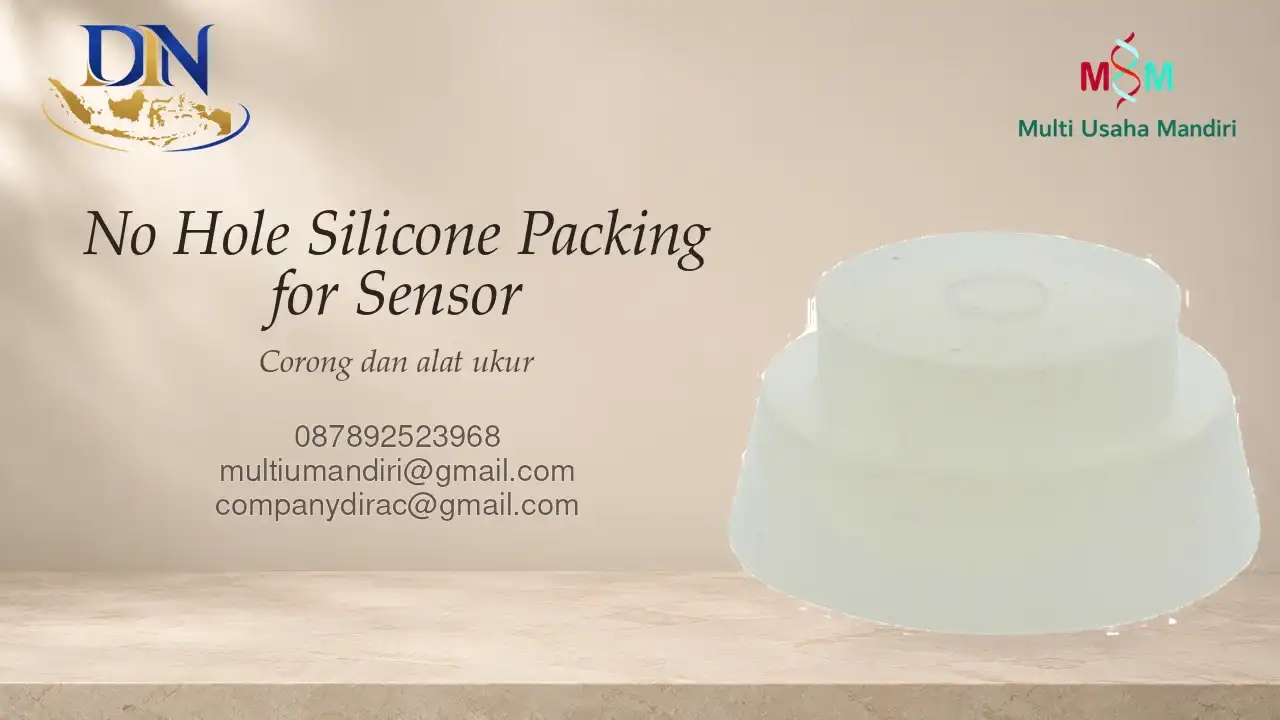 DN
M M
Multi Usaha Mandiri
No Hole Silicone Packing
for Sensor
Corong dan alat ukur
087892523968
multiumandiri@gmail.com
companydirac@gmail.com